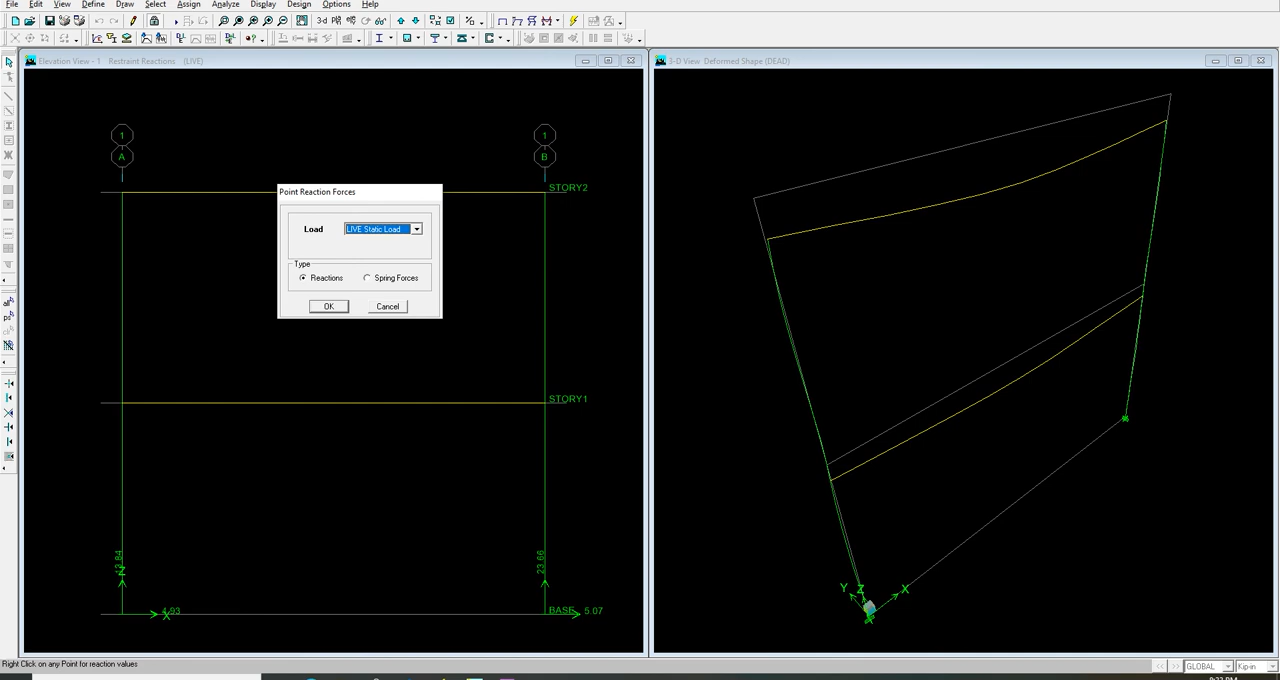 File Edit View Define Draw Select Assign Analyze Display Design Options Help
3-d
Elevation View - 1 Restraint Reactions (LIVE)
3-D View Deformed Shape (DEAD)
1
A
1
B
STORY2
Point Reaction Forces
Load LIVE Static Load
Type
Reactions Spring Forces
OK Cancel
STORY1
23.66
Z
X
4.93
BASE
5.07
Y Z X
Right Click on any Point for reaction values
GLOBAL
Kip-in